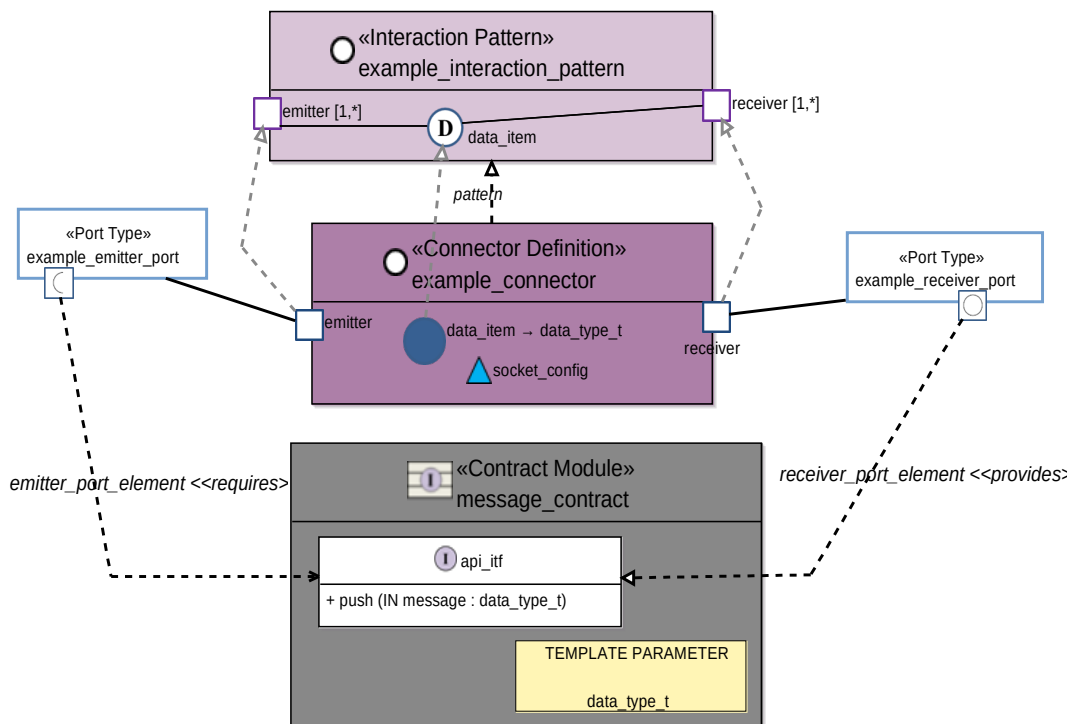 «Interaction Pattern»
example_interaction_pattern
emitter [1,*]
D
data_item
receiver [1,*]
pattern
«Port Type»
example_emitter_port
«Connector Definition»
example_connector
«Port Type»
example_receiver_port
emitter
data_item → data_type_t
receiver
socket_config
emitter_port_element <<requires>
receiver_port_element <<provides>
I
«Contract Module»
message_contract
I
api_itf
+ push (IN message : data_type_t)
TEMPLATE PARAMETER
data_type_t